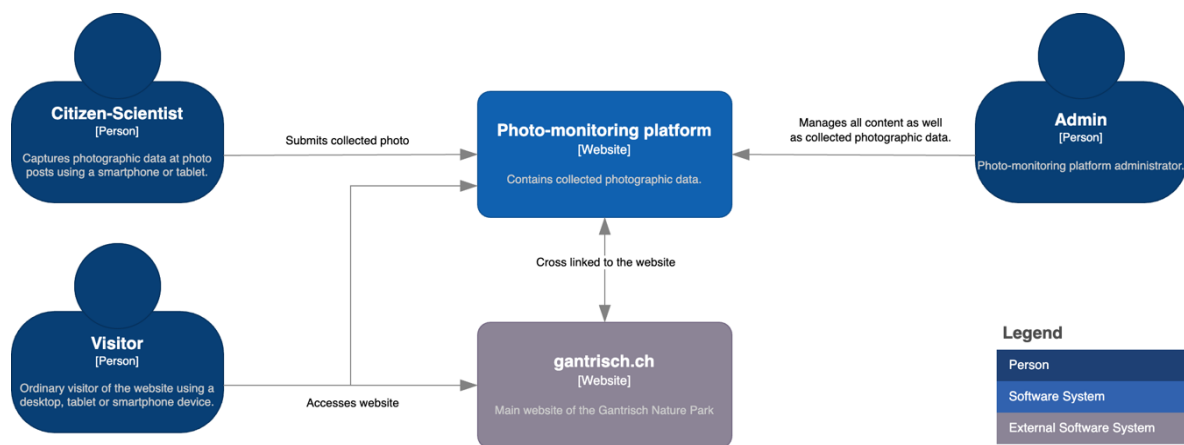 Citizen-Scientist
[Person]
Captures photographic data at photo
posts using a smartphone or tablet.
Submits collected photo
Photo-monitoring platform
[Website]
Contains collected photographic data.
Manages all content as well
as collected photographic data.
Admin
[Person]
Photo-monitoring platform administrator.
Cross linked to the website
Visitor
[Person]
Ordinary visitor of the website using a
desktop, tablet or smartphone device.
Accesses website
gantrisch.ch
[Website]
Main website of the Gantrisch Nature Park
Legend
Person
Software System
External Software System